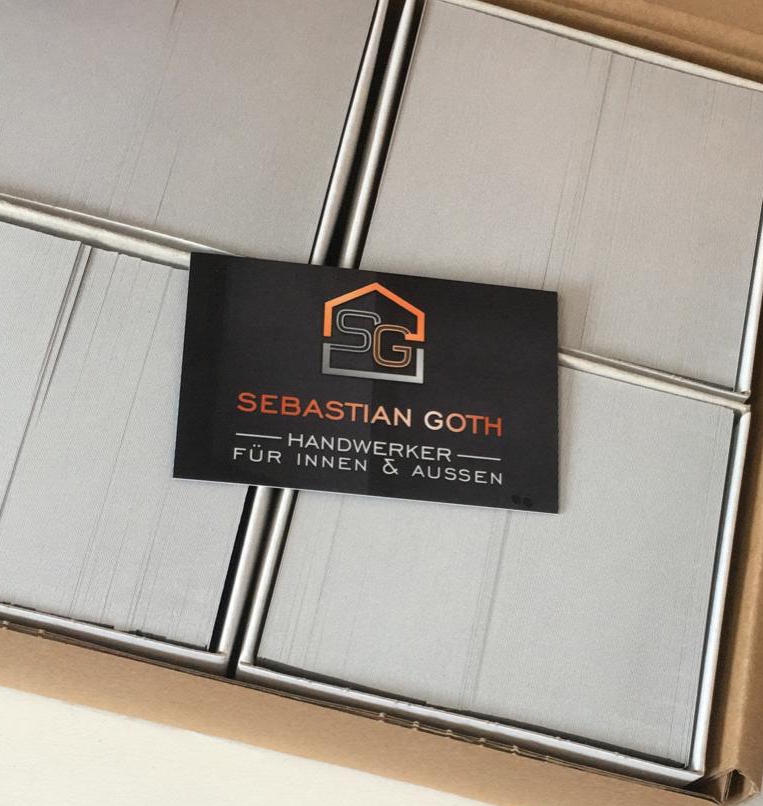 SG
SEBASTIAN GOTH
HANDWERKER
FÜR INNEN & AUSSEN